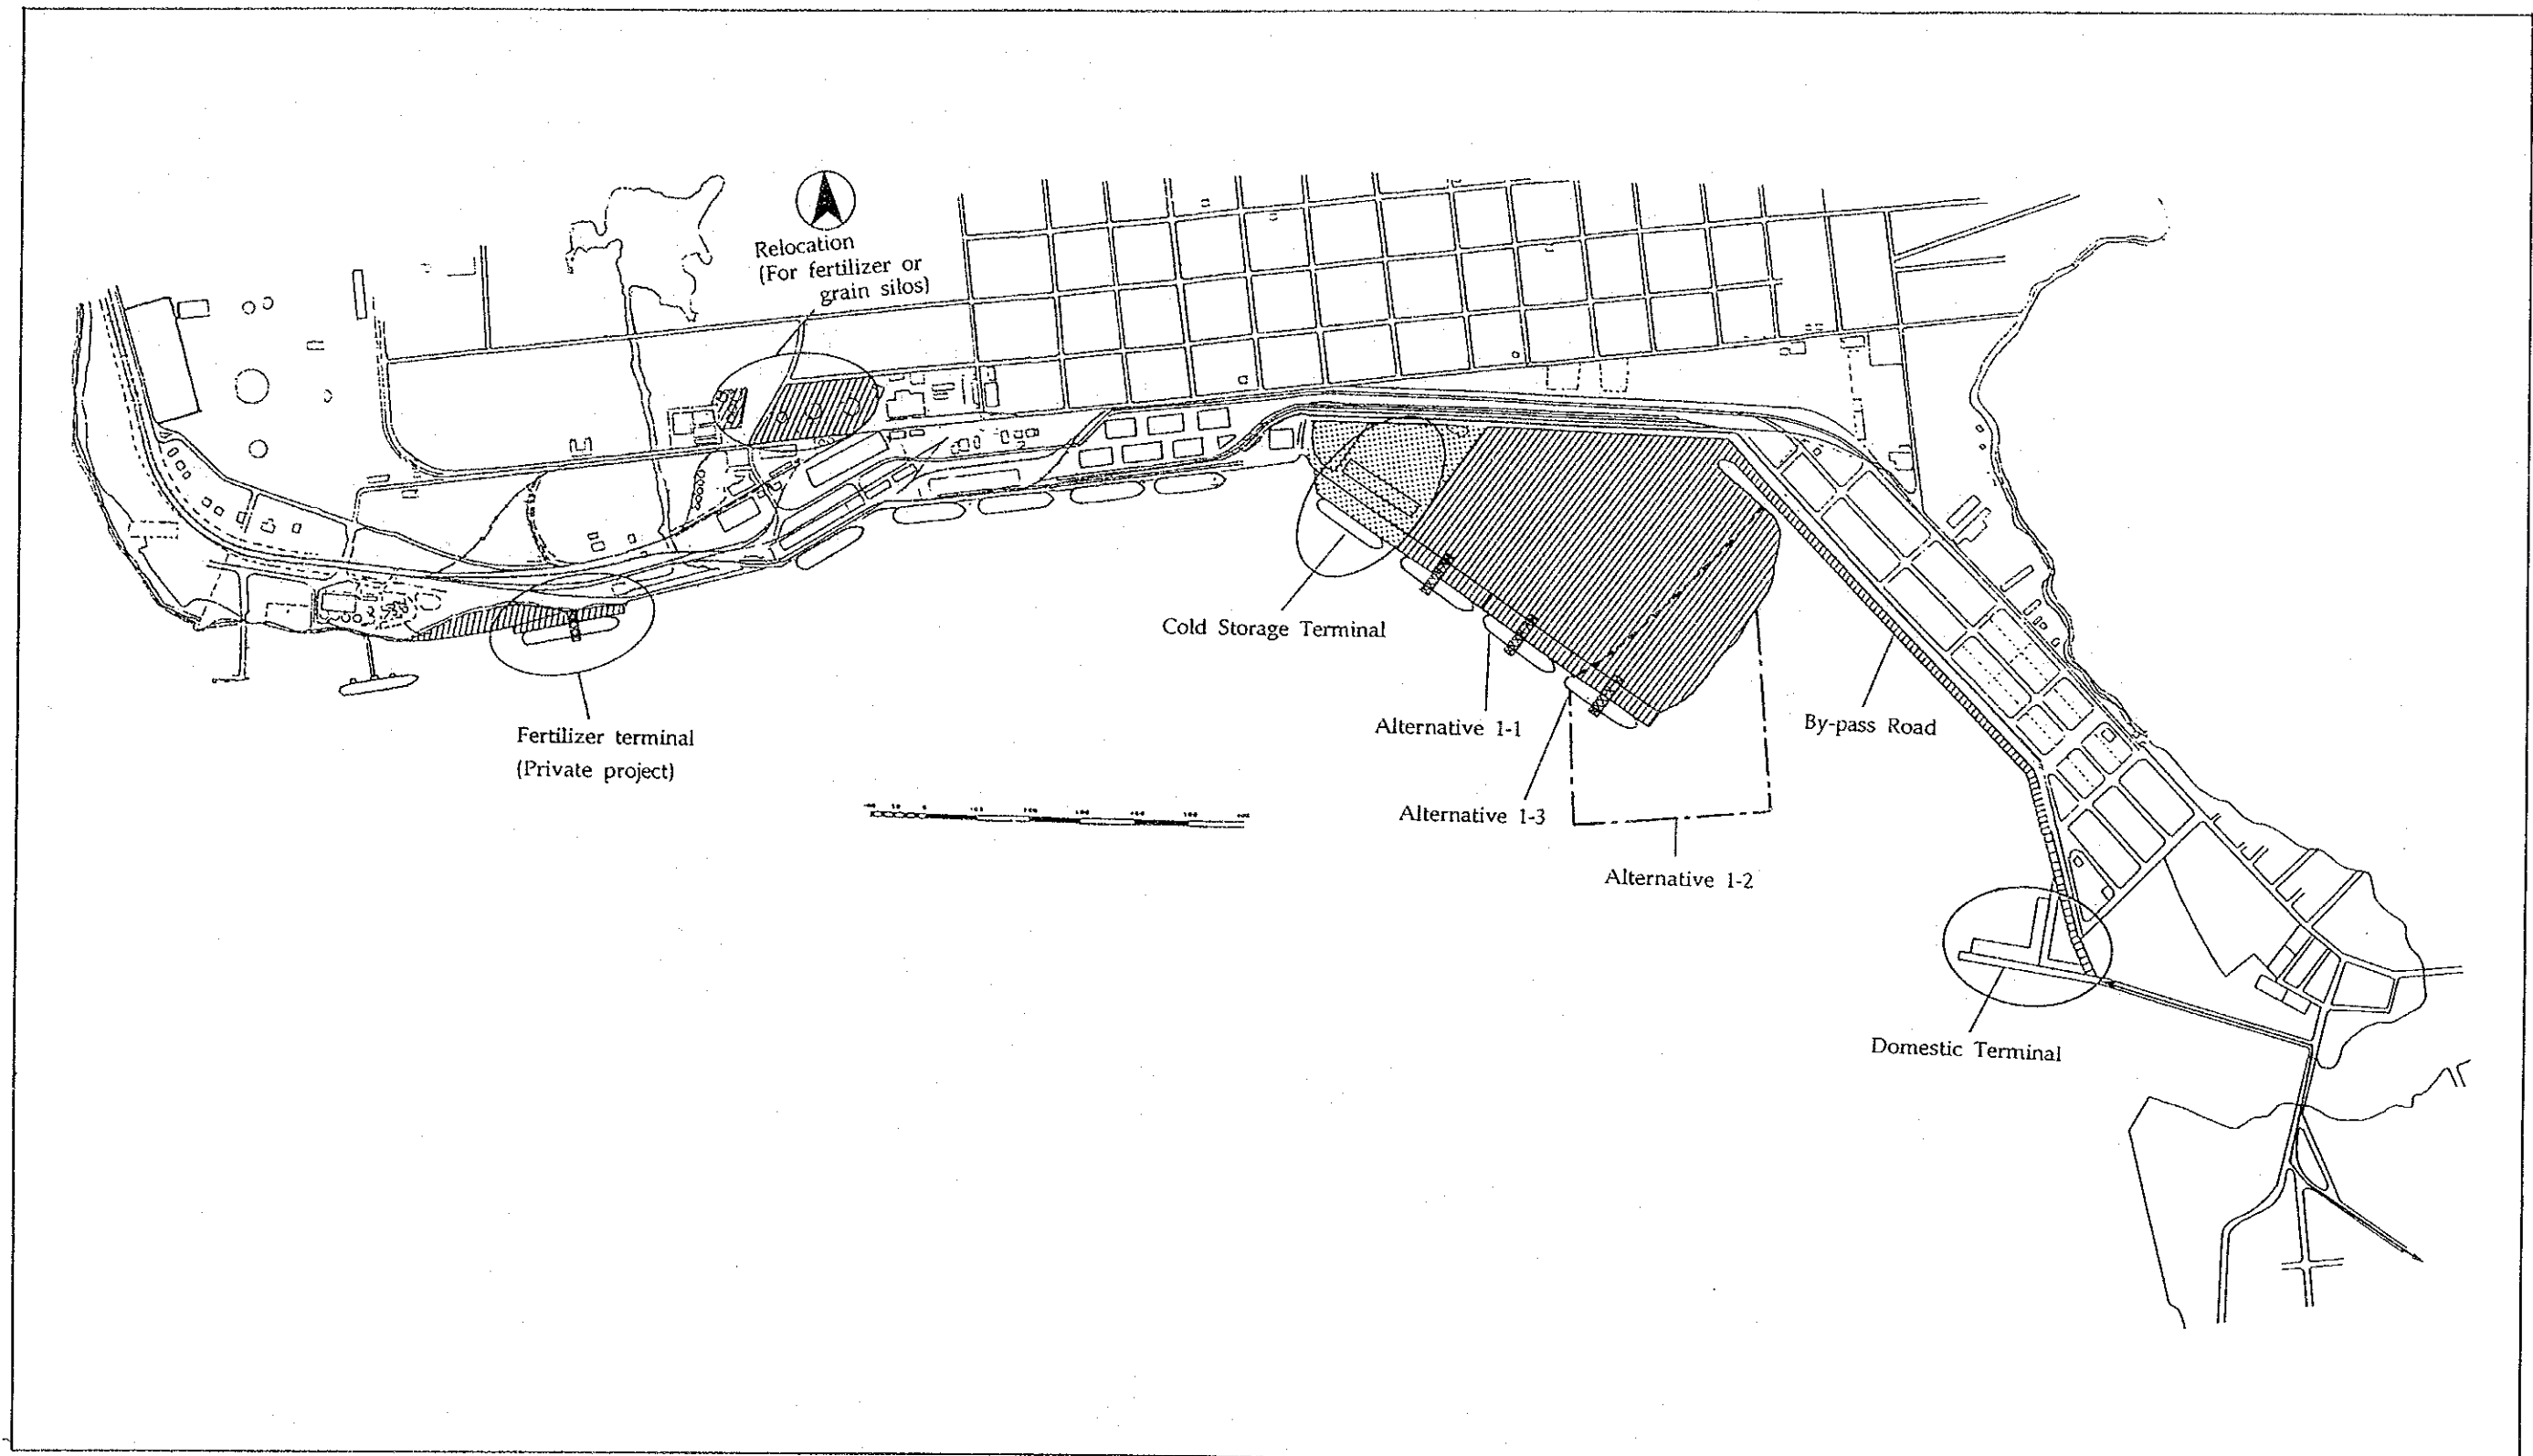 Relocation
(For fertilizer or
grain silos)
Cold Storage Terminal
Fertilizer terminal
(Private project)
Alternative 1-1
By-pass Road
Alternative 1-3
Alternative 1-2
Domestic Terminal